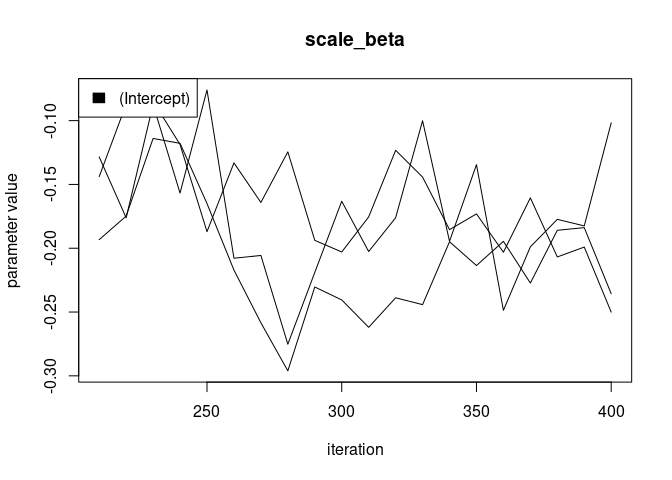 scale_beta
(Intercept)
parameter value
-0.10
-0.15
-0.20
-0.25
-0.30
250 300 350 400
iteration